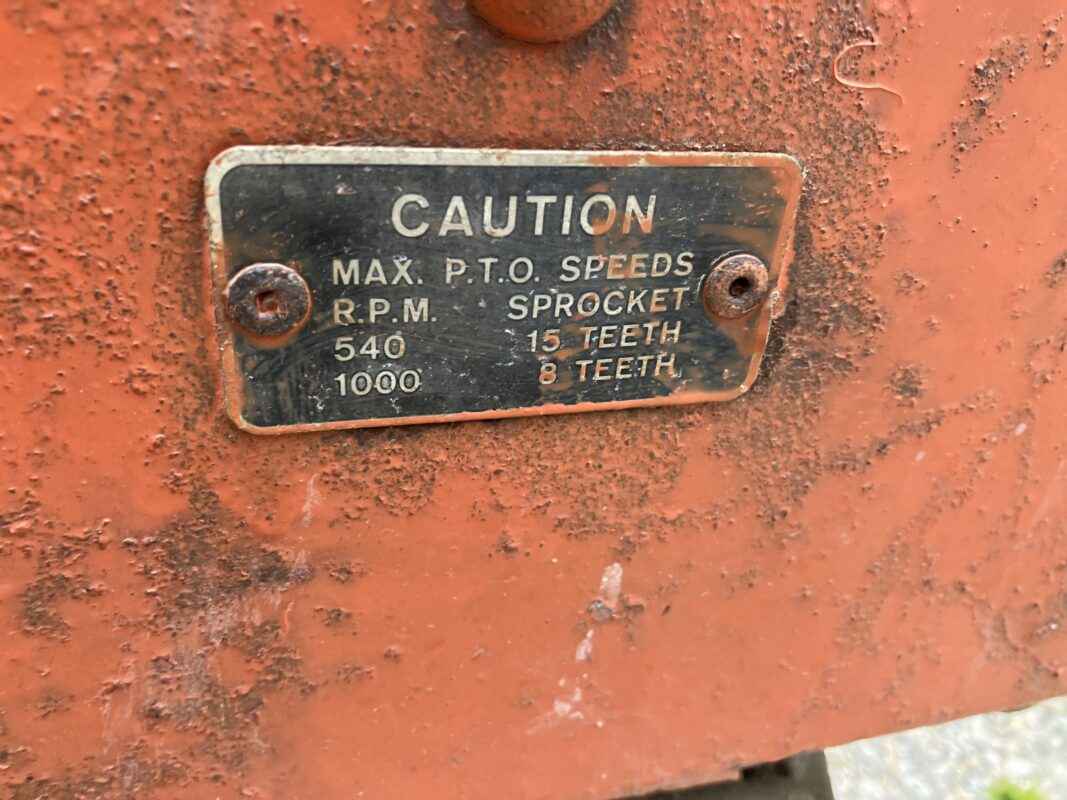 CAUTION
MAX. P.T.O. SPEEDS
R.P.M. SPROCKET
540 15 TEETH
1000 8 TEETH